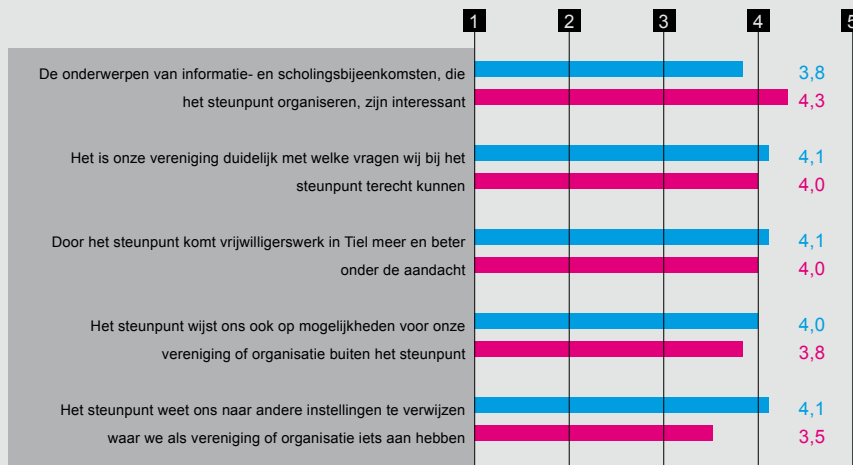 1 2 3 4 5
De onderwerpen van informatie- en scholingsbijeenkomsten, die 3,8
het steunpunt organiseren, zijn interessant 4,3
Het is onze vereniging duidelijk met welke vragen wij bij het 4,1
steunpunt terecht kunnen 4,0
Door het steunpunt komt vrijwilligerswerk in Tiel meer en beter 4,1
onder de aandacht 4,0
Het steunpunt wijst ons ook op mogelijkheden voor onze 4,0
vereniging of organisatie buiten het steunpunt 3,8
Het steunpunt weet ons naar andere instellingen te verwijzen 4,1
waar we als vereniging of organisatie iets aan hebben 3,5